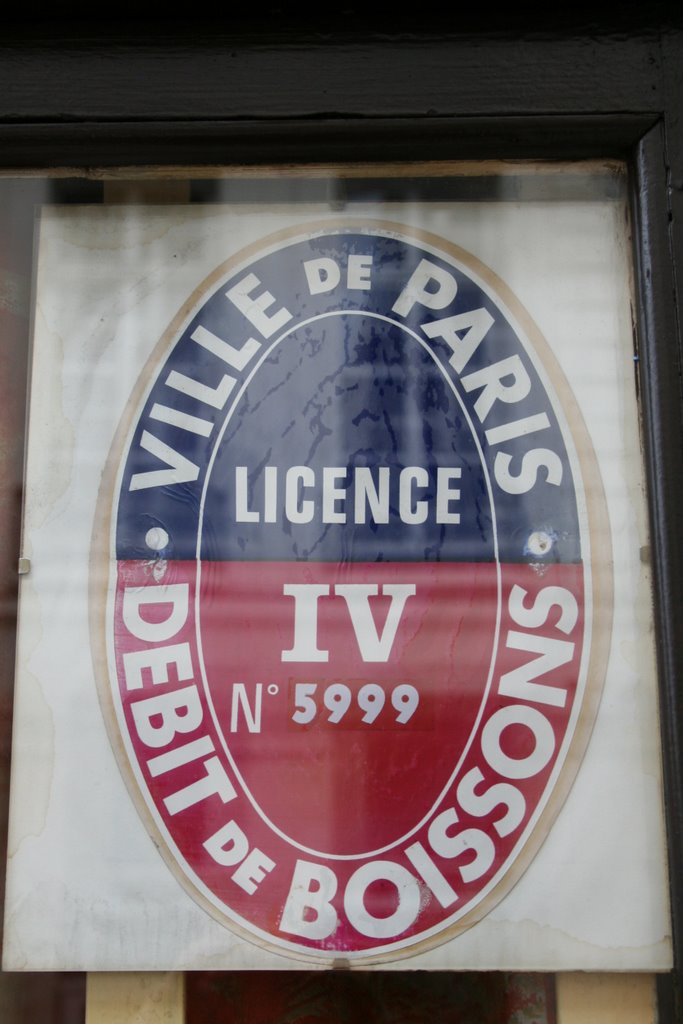 VILLE DE PARIS
LICENCE
IV
N° 5999
DEBIT DE BOISSONS